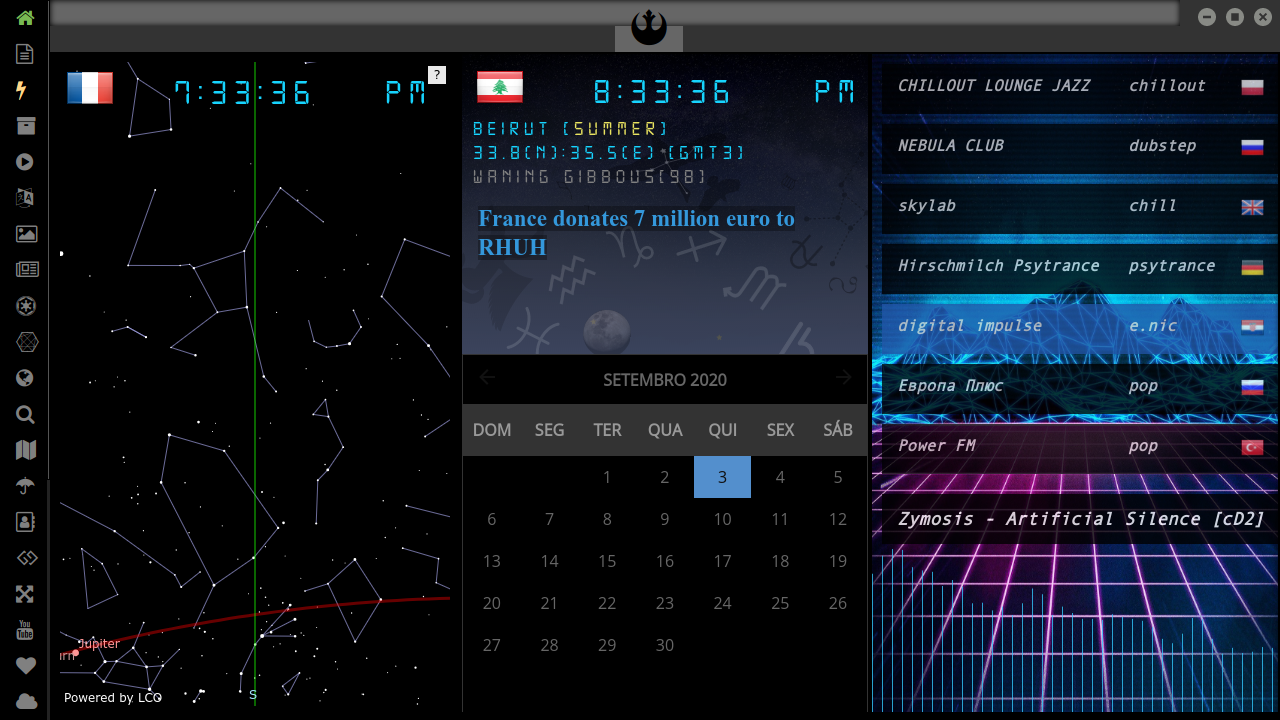 7:33:36 PM
?
Jupiter
urn
Powered by LCO
S
8:33:36 PM
BEIRUT (SUMMER)
33.8(N):35.5(E) (GMT3)
WANING GIBBOUS(98)
France donates 7 million euro to
RHUH
SETEMBRO 2020
DOM SEG TER QUA QUI SEX SÁB
1 2 3 4 5
6 7 8 9 10 11 12
13 14 15 16 17 18 19
20 21 22 23 24 25 26
27 28 29 30
CHILLOUT LOUNGE JAZZ chillout
NEBULA CLUB dubstep
skylab chill
Hirschmilch Psytrance psytrance
digital impulse e.nic
Европа Плюс pop
Power FM pop
Zymosis - Artificial Silence [cD2]
You
Tube